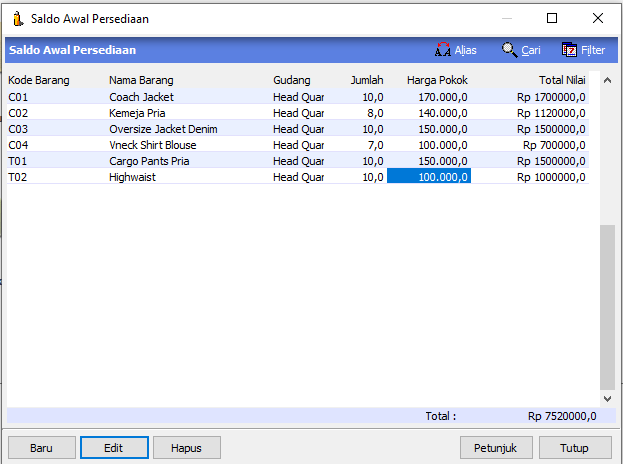 Saldo Awal Persediaan
Saldo Awal Persediaan Alias Cari Filter
Kode Barang Nama Barang Gudang Jumlah Harga Pokok Total Nilai
C01 Coach Jacket Head Quar 10,0 170.000,0 Rp 1700000,0
C02 Kemeja Pria Head Quar 8,0 140.000,0 Rp 1120000,0
C03 Oversize Jacket Denim Head Quar 10,0 150.000,0 Rp 1500000,0
C04 Vneck Shirt Blouse Head Quar 7,0 100.000,0 Rp 700000,0
T01 Cargo Pants Pria Head Quar 10,0 150.000,0 Rp 1500000,0
T02 Highwaist Head Quar 10,0 100.000,0 Rp 1000000,0
Total : Rp 7520000,0
Baru Edit Hapus Petunjuk Tutup